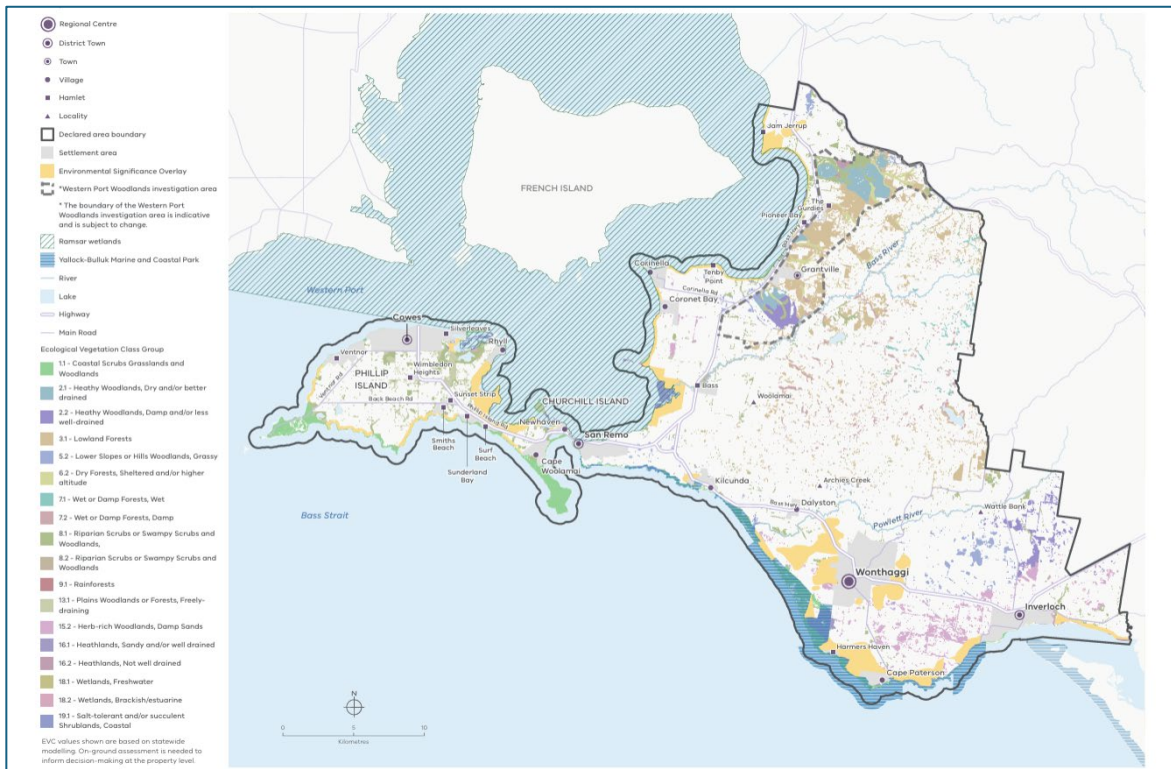 Regional Centre
District Town
Town
Village
Hamlet
Locality
Declared area boundary
Settlement area
Environmental Significance Overlay
*Western Port Woodlands investigation area
* The boundary of the Western Port
Woodlands investigation area is indicative
and is subject to change.
Ramsar wetlands
Yallock-Bulluk Marine and Coastal Park
River
Lake
Highway
Main Road
Ecological Vegetation Class Group
1.1 - Coastal Scrubs Grasslands and
Woodlands
2.1 - Heathy Woodlands, Dry and/or better
drained
2.2 - Heathy Woodlands, Damp and/or less
well-drained
3.1 - Lowland Forests
5.2 - Lower Slopes or Hills Woodlands, Grassy
6.2 - Dry Forests, Sheltered and/or higher
altitude
7.1 - Wet or Damp Forests, Wet
7.2 - Wet or Damp Forests, Damp
8.1 - Riparian Scrubs or Swampy Scrubs and
Woodlands,
8.2 - Riparian Scrubs or Swampy Scrubs and
Woodlands
9.1 - Rainforests
13.1 - Plains Woodlands or Forests, Freely-
draining
15.2 - Herb-rich Woodlands, Damp Sands
16.1 - Heathlands, Sandy and/or well drained
16.2 - Heathlands, Not well drained
18.1 - Wetlands, Freshwater
18.2 - Wetlands, Brackish/estuarine
19.1 - Salt-tolerant and/or succulent
Shrublands, Coastal
EVC values shown are based on statewide
modelling. On-ground assessment is needed to
inform decision-making at the property level.
Jam Jerrup
FRENCH ISLAND
The
Gurdies
Pioneer Bay
Bass River
Bass Hwy
Grantville
Corinella
Tenby
Point
Corinella Rd
Coronet Bay
Western Port
Cowes
Silverleaves
Rhyll
Ventnor
Ventnor Rd
Wimbledon
Heights
PHILLIP
ISLAND
Back Beach Rd
Sunset Strip
Phillip Island Rd
CHURCHILL ISLAND
Newhaven
San Remo
Bass
Woolamai
Smiths
Beach
Surf
Beach
Sunderland
Bay
Cape
Woolamai
Kilcunda
Archies Creek
Bass Hwy
Dalyston
Powlett River
Wattle Bank
Bass Strait
Wonthaggi
Inverloch
Harmers Haven
Cape Paterson
N
0
5
10
Kilometres